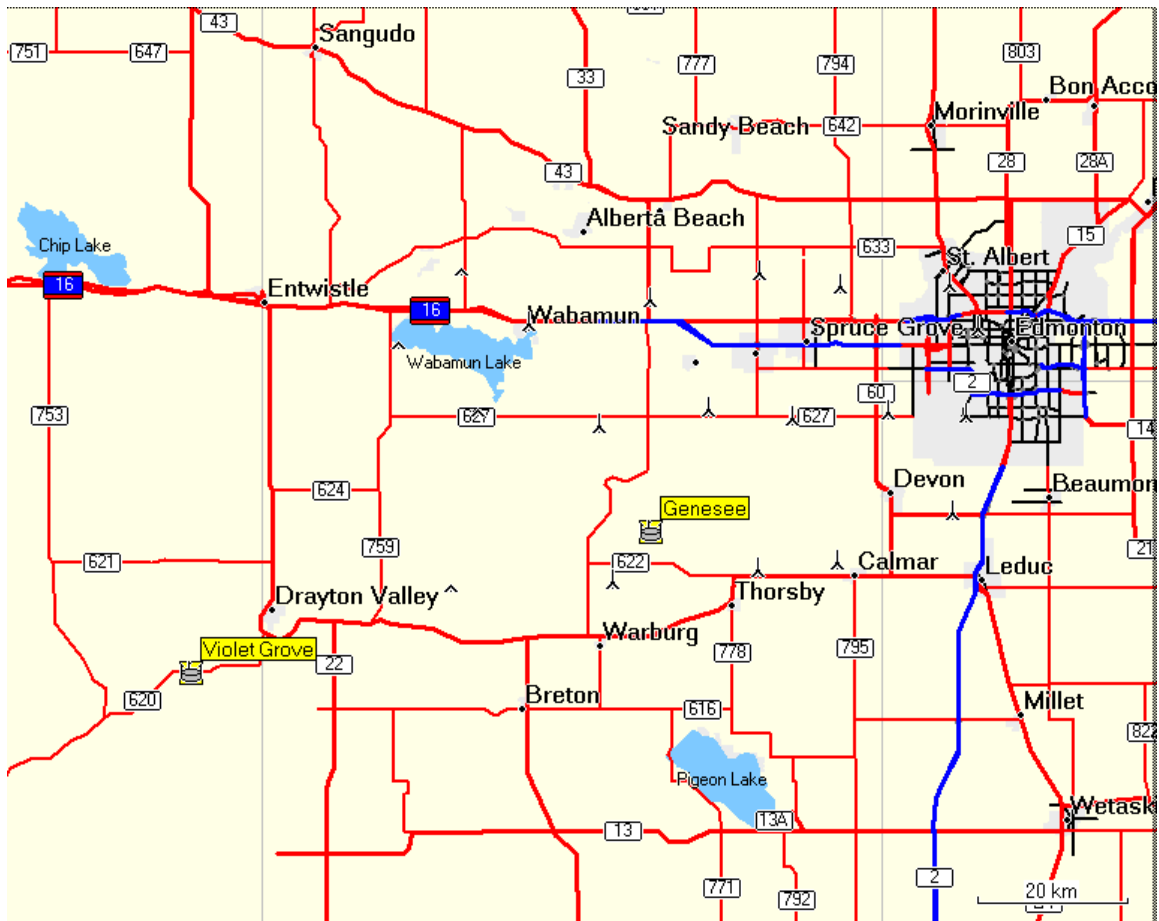 43
Sangudo
751
647
33
777
794
803
Bon Acco
Morinville
Sandy Beach
642
43
28
28A
Alberta Beach
15
Chip Lake
633
St. Albert
16
Entwistle
16
Wabamun
Spruce Grove
Edmonton
Wabamun Lake
2
60
753
627
627
14
Devon
Beaumon
624
Genesee
759
21
621
622
Calmar
Leduc
Drayton Valley
Thorsby
Warburg
Violet Grove
22
778
795
620
Breton
616
Millet
822
Pigeon Lake
Wetaski
13
13A
2
771
792
20 km